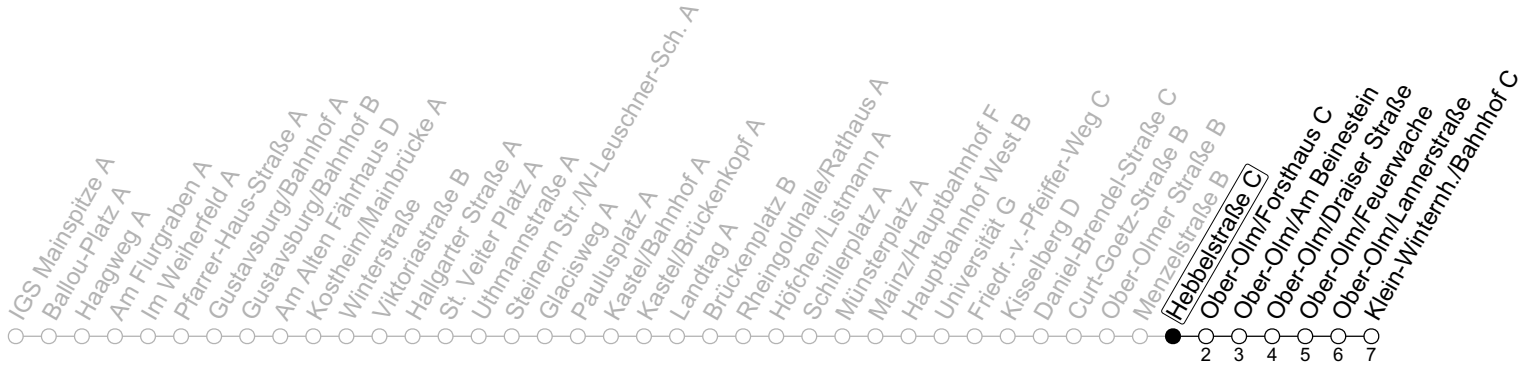 IGS Mainspitze A
Ballou-Platz A
Haagweg A
Am Flurgraben A
Im Weiherfeld A
Pfarrer-Haus-Straße A
Gustavsburg/Bahnhof A
Gustavsburg/Bahnhof B
Am Alten Fährhaus D
Kostheim/Mainbrücke A
Winterstraße
Viktoriastraße B
Hallgarter Straße A
St. Veiter Platz A
Uthmannstraße A
Steinern Str./W-Leuschner-Sch. A
Glacisweg A
Paulusplatz A
Kastel/Bahnhof A
Kastel/Brückenkopf A
Landtag A
Brückenplatz B
Rheingoldhalle/Rathaus A
Höfchen/Listmann A
Schillerplatz A
Münsterplatz A
Mainz/Hauptbahnhof F
Hauptbahnhof West B
Universität G
Friedr.-v.-Pfeiffer-Weg C
Kisselberg D
Daniel-Brendel-Straße C
Curt-Goetz-Straße B
Ober-Olmer Straße B
Menzelstraße B
Hebbelstraße C
Ober-Olm/Forsthaus C
Ober-Olm/Am Beinestein
Ober-Olm/Draiser Straße
Ober-Olm/Feuerwache
Ober-Olm/Lannerstraße
Klein-Winternh./Bahnhof C
2 3 4 5 6 7